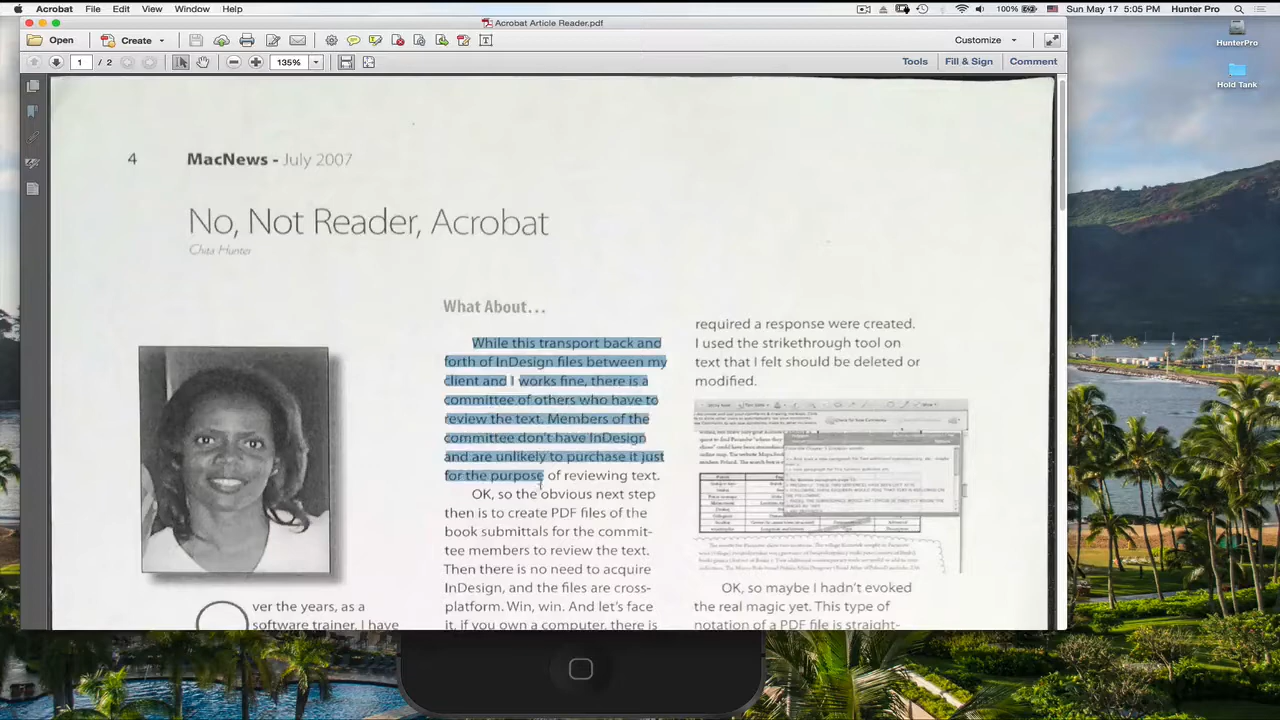 Acrobat File Edit View Window Help
100% Sun May 17 5:05 PM Hunter Pro
Acrobat Article Reader.pdf
Open Create Customize
1 / 2 135% Tools Fill & Sign Comment
HunterPro
Hold Tank
4 MacNews - July 2007
No, Not Reader, Acrobat
Chita Hunter
ver the years, as a
software trainer, I have
What About…
While this transport back and
forth of InDesign files between my
client and I works fine, there is a
committee of others who have to
review the text. Members of the
committee don't have InDesign
and are unlikely to purchase it just
for the purpose of reviewing text.
OK, so the obvious next step
then is to create PDF files of the
book submittals for the commit-
tee members to review the text.
Then there is no need to acquire
InDesign, and the files are cross-
platform. Win, win. And let's face
it, if you own a computer, there is
required a response were created.
I used the strikethrough tool on
text that I felt should be deleted or
modified.
OK, so maybe I hadn't evoked
the real magic yet. This type of
notation of a PDF file is straight-